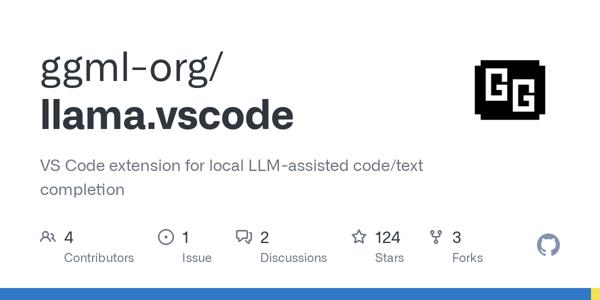 ggml-org/
llama.vscode
GG
VS Code extension for local LLM-assisted code/text
completion
4
Contributors
1
Issue
2
Discussions
124
Stars
3
Forks